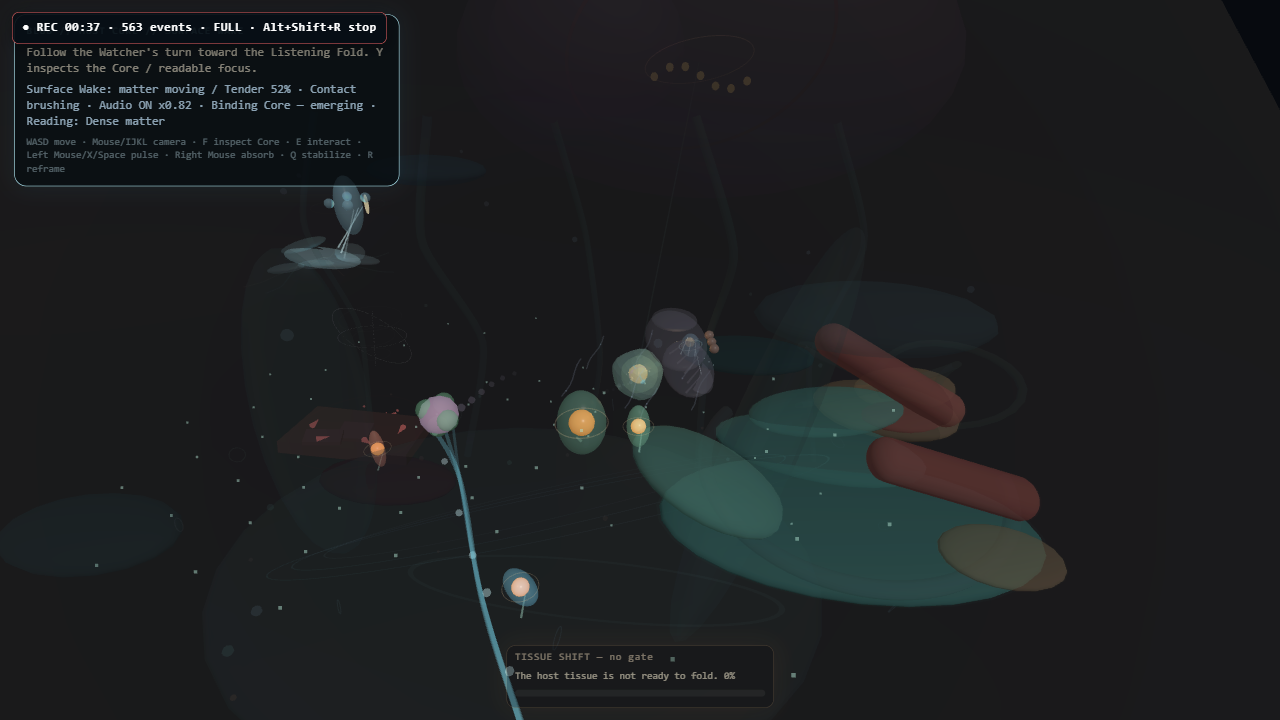 ● REC 00:37 · 563 events · FULL · Alt+Shift+R stop
Follow the Watcher's turn toward the Listening Fold. Y
inspects the Core / readable focus.
Surface Wake: matter moving / Tender 52% · Contact
brushing · Audio ON x0.82 · Binding Core — emerging ·
Reading: Dense matter
WASD move · Mouse/IJKL camera · F inspect Core · E interact ·
Left Mouse/X/Space pulse · Right Mouse absorb · Q stabilize · R
reframe
TISSUE SHIFT — no gate
The host tissue is not ready to fold. 0%